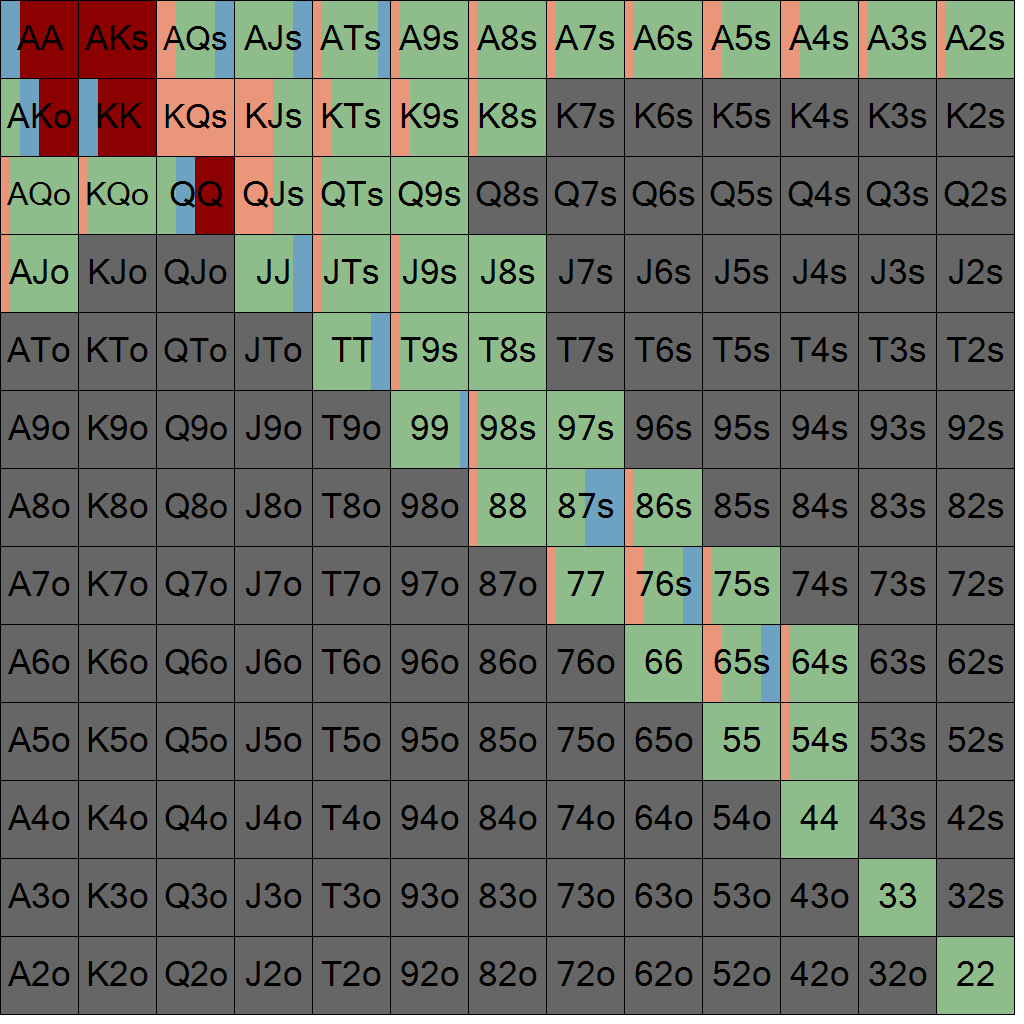 AA AKs AQs AJs ATs A9s A8s A7s A6s A5s A4s A3s A2s
AKo KK KQs KJs KTs K9s K8s K7s K6s K5s K4s K3s K2s
AQo KQo QQ QJs QTs Q9s Q8s Q7s Q6s Q5s Q4s Q3s Q2s
AJo KJo QJo JJ JTs J9s J8s J7s J6s J5s J4s J3s J2s
ATo KTo QTo JTo TT T9s T8s T7s T6s T5s T4s T3s T2s
A9o K9o Q9o J9o T9o 99 98s 97s 96s 95s 94s 93s 92s
A8o K8o Q8o J8o T8o 98o 88 87s 86s 85s 84s 83s 82s
A7o K7o Q7o J7o T7o 97o 87o 77 76s 75s 74s 73s 72s
A6o K6o Q6o J6o T6o 96o 86o 76o 66 65s 64s 63s 62s
A5o K5o Q5o J5o T5o 95o 85o 75o 65o 55 54s 53s 52s
A4o K4o Q4o J4o T4o 94o 84o 74o 64o 54o 44 43s 42s
A3o K3o Q3o J3o T3o 93o 83o 73o 63o 53o 43o 33 32s
A2o K2o Q2o J2o T2o 92o 82o 72o 62o 52o 42o 32o 22